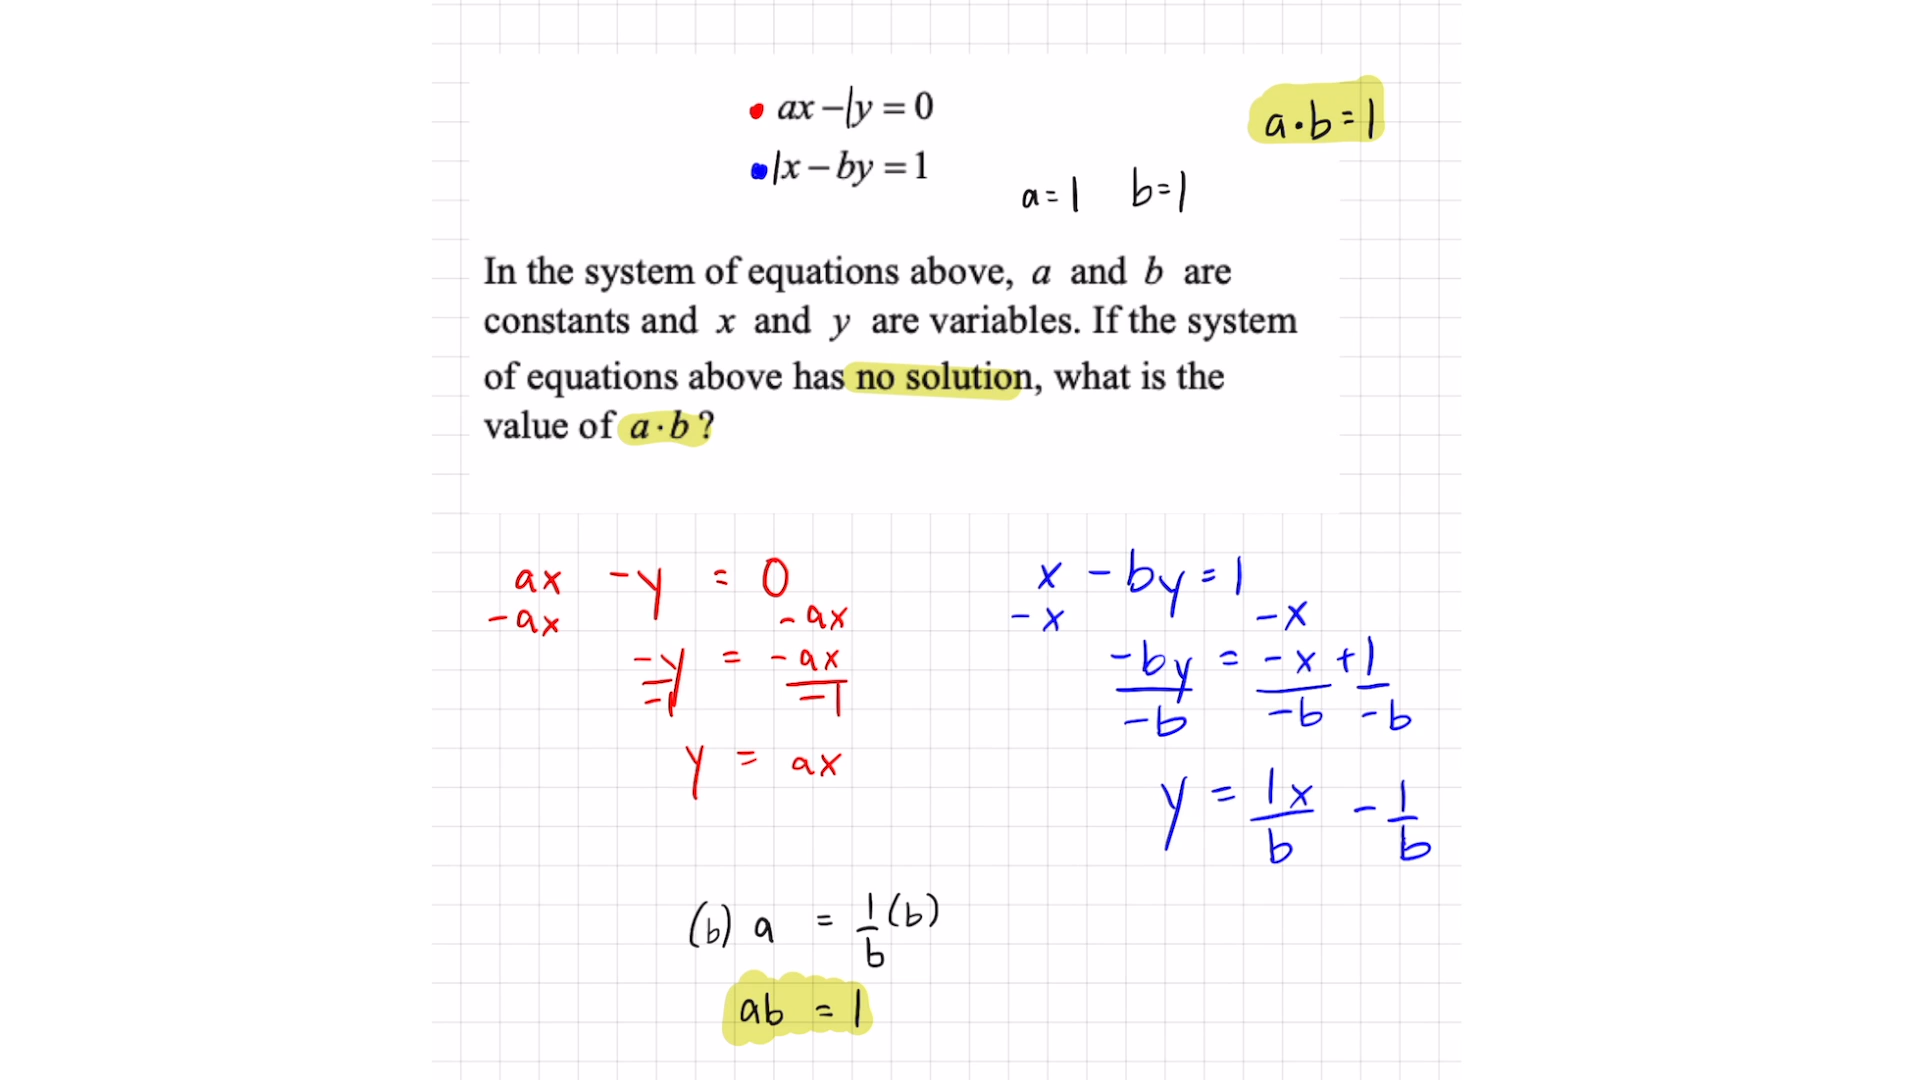 ax – 1y = 0
a · b = 1
1x – by = 1
a = 1 b = 1
In the system of equations above, a and b are
constants and x and y are variables. If the system
of equations above has no solution, what is the
value of a · b ?
ax - y = 0
- ax - ax
-y = - ax
-1 -1
y = ax
x - by = 1
- x - x
-by = - x + 1
-b -b -b
y = 1x/b - 1/b
(b) a = 1/b (b)
ab = 1